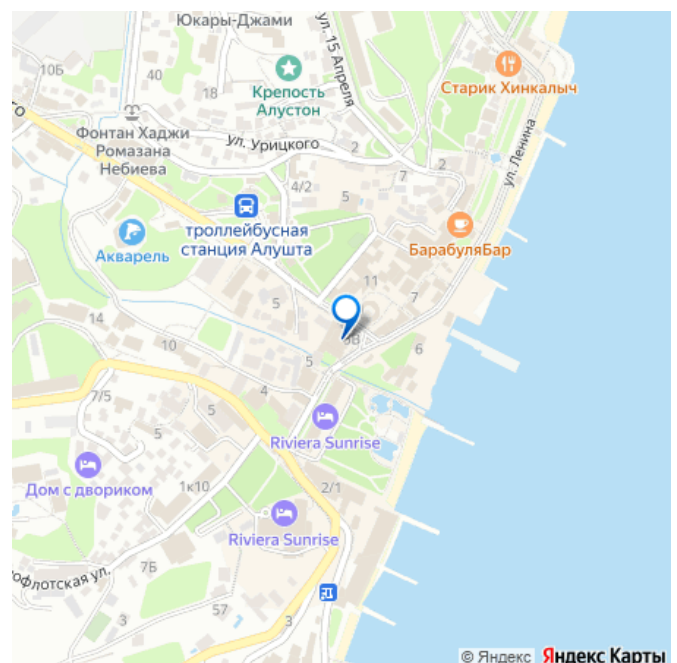 Юкары-Джами
10Б
40
ул. 15 Апреля
18
Крепость
Алустон
Старик Хинкалыч
го
Фонтан Хаджи
Ромазана
Небиева
ул. Урицкого
2
7
2
ул. Ленина
4/2
5
троллейбусная
станция Алушта
Акварель
БарабуляБар
11
7
5
14
10
5
6
4
7/5
5
5
Riviera Sunrise
Дом с двориком
1к10
2/1
Riviera Sunrise
офлотская ул.
7Б
57
3
3
© Яндекс Яндекс Карты